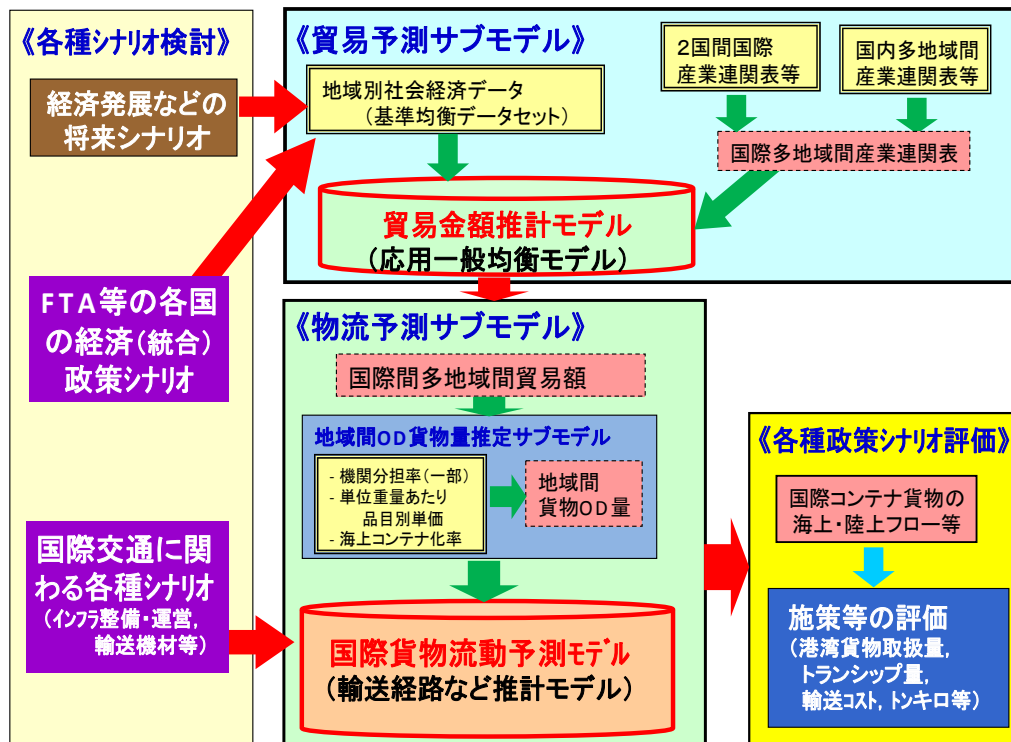 《各種シナリオ検討》
経済発展などの
将来シナリオ
FTA等の各国
の経済(統合)
政策シナリオ
国際交通に関
わる各種シナリオ
(インフラ整備・運営,
輸送機材等)
《貿易予測サブモデル》
地域別社会経済データ
(基準均衡データセット)
2国間国際
産業連関表等
国内多地域間
産業連関表等
国際多地域間産業連関表
貿易金額推計モデル
(応用一般均衡モデル)
《物流予測サブモデル》
国際間多地域間貿易額
地域間OD貨物量推定サブモデル
- 機関分担率(一部)
- 単位重量あたり
品目別単価
- 海上コンテナ化率
地域間
貨物OD量
国際貨物流動予測モデル
(輸送経路など推計モデル)
《各種政策シナリオ評価》
国際コンテナ貨物の
海上・陸上フロー等
施策等の評価
(港湾貨物取扱量,
トランシップ量,
輸送コスト, トンキロ等)